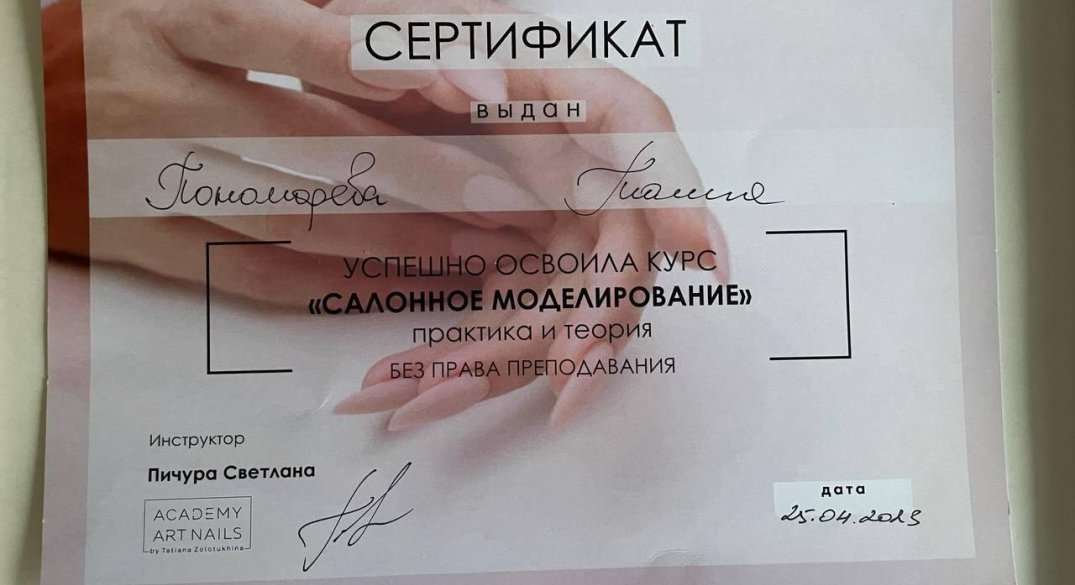 СЕРТИФИКАТ
выдан
Пономарева
УСПЕШНО ОСВОИЛА КУРС
«САЛОННОЕ МОДЕЛИРОВАНИЕ»
практика и теория
БЕЗ ПРАВА ПРЕПОДАВАНИЯ
Инструктор
Пичура Светлана
ACADEMY
ART NAILS
by Tatiana Zolotukhina
дата
25.04.2023